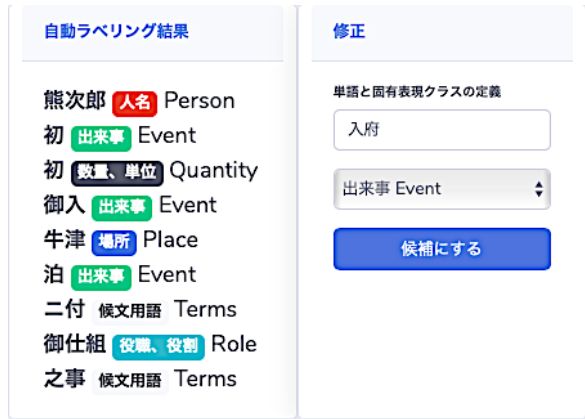 自動ラベリング結果
熊次郎 人名 Person
初 出来事 Event
初 数量、単位 Quantity
御入 出来事 Event
牛津 場所 Place
泊 出来事 Event
ニ付 候文用語 Terms
御仕組 役職、役割 Role
之事 候文用語 Terms
修正
単語と固有表現クラスの定義
入府
出来事 Event
候補にする